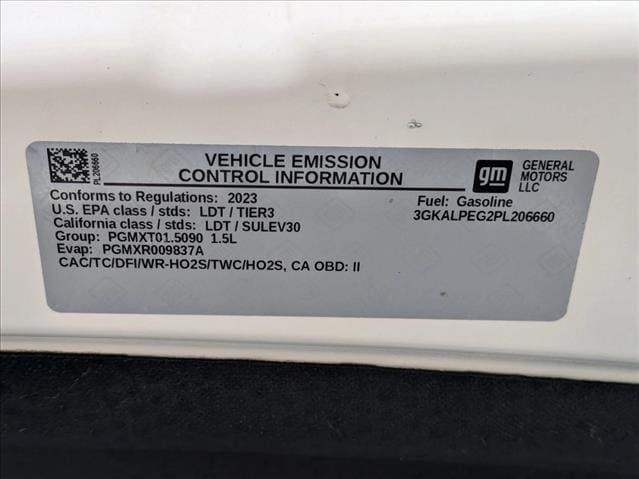 PL206660
VEHICLE EMISSION
CONTROL INFORMATION
gm
GENERAL
MOTORS
LLC
Conforms to Regulations: 2023
U.S. EPA class / stds: LDT / TIER3
California class / stds: LDT / SULEV30
Group: PGMXT01.5090 1.5L
Evap: PGMXR009837A
CAC/TC/DFI/WR-HO2S/TWC/HO2S, CA OBD: II
Fuel: Gasoline
3GKALPEG2PL206660